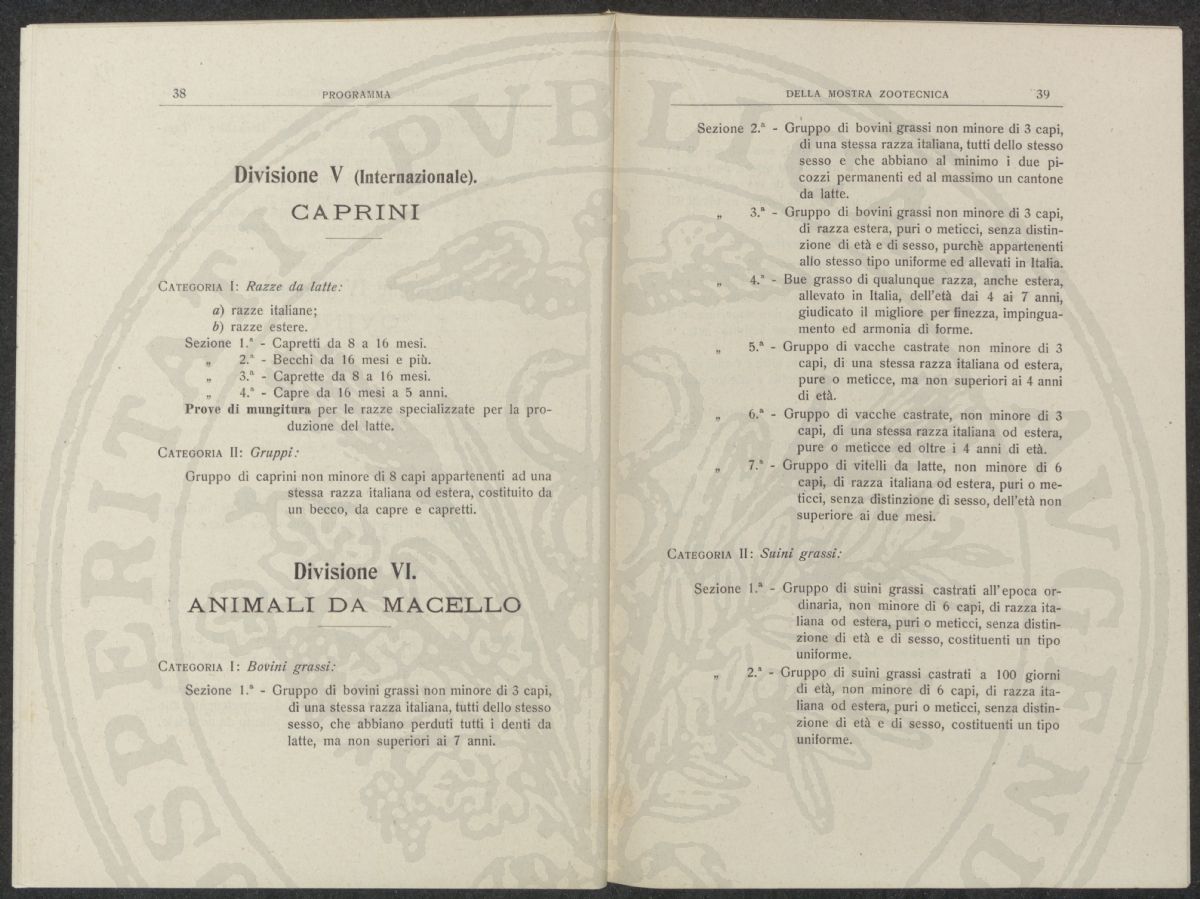 38
PROGRAMMA
Divisione V (Internazionale).
CAPRINI
CATEGORIA I: Razze da latte:
a) razze italiane;
b) razze estere.
Sezione 1.ª - Capretti da 8 a 16 mesi.
„ 2.ª - Becchi da 16 mesi e più.
„ 3.ª - Caprette da 8 a 16 mesi.
„ 4.ª - Capre da 16 mesi a 5 anni.
Prove di mungitura per le razze specializzate per la pro-
duzione del latte.
CATEGORIA II: Gruppi:
Gruppo di caprini non minore di 8 capi appartenenti ad una
stessa razza italiana od estera, costituito da
un becco, da capre e capretti.
Divisione VI.
ANIMALI DA MACELLO
CATEGORIA I: Bovini grassi:
Sezione 1.ª - Gruppo di bovini grassi non minore di 3 capi,
di una stessa razza italiana, tutti dello stesso
sesso, che abbiano perduti tutti i denti da
latte, ma non superiori ai 7 anni.
DELLA MOSTRA ZOOTECNICA
39
Sezione 2.ª - Gruppo di bovini grassi non minore di 3 capi,
di una stessa razza italiana, tutti dello stesso
sesso e che abbiano al minimo i due pi-
cozzi permanenti ed al massimo un cantone
da latte.
„ 3.ª - Gruppo di bovini grassi non minore di 3 capi,
di razza estera, puri o meticci, senza distin-
zione di età e di sesso, purchè appartenenti
allo stesso tipo uniforme ed allevati in Italia.
„ 4.ª - Bue grasso di qualunque razza, anche estera,
allevato in Italia, dell'età dai 4 ai 7 anni,
giudicato il migliore per finezza, impingua-
mento ed armonia di forme.
„ 5.ª - Gruppo di vacche castrate non minore di 3
capi, di una stessa razza italiana od estera,
pure o meticce, ma non superiori ai 4 anni
di età.
„ 6.ª - Gruppo di vacche castrate, non minore di 3
capi, di una stessa razza italiana od estera,
pure o meticce ed oltre i 4 anni di età.
„ 7.ª - Gruppo di vitelli da latte, non minore di 6
capi, di razza italiana od estera, puri o me-
ticci, senza distinzione di sesso, dell'età non
superiore ai due mesi.
CATEGORIA II: Suini grassi:
Sezione 1.ª - Gruppo di suini grassi castrati all'epoca or-
dinaria, non minore di 6 capi, di razza ita-
liana od estera, puri o meticci, senza distin-
zione di età e di sesso, costituenti un tipo
uniforme.
„ 2.ª - Gruppo di suini grassi castrati a 100 giorni
di età, non minore di 6 capi, di razza ita-
liana od estera, puri o meticci, senza distin-
zione di età e di sesso, costituenti un tipo
uniforme.